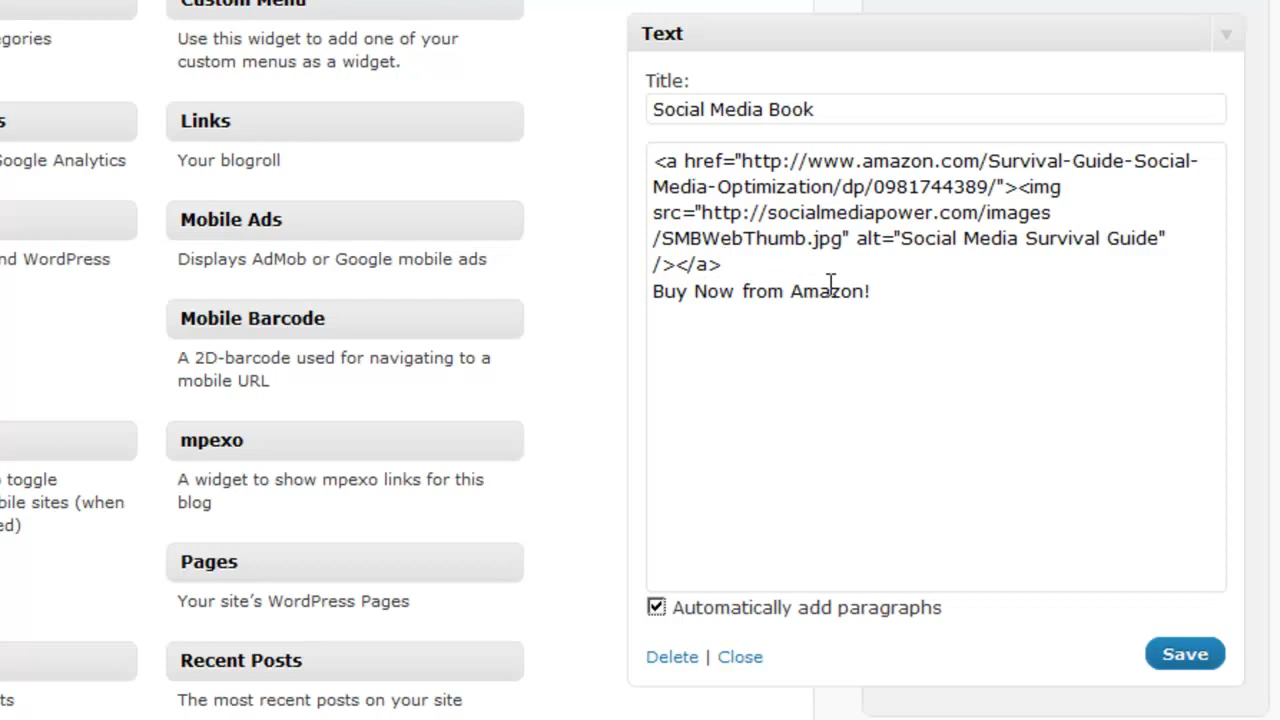 Custom Menu
Use this widget to add one of your
custom menus as a widget.
Links
Your blogroll
Google Analytics
Mobile Ads
Displays AdMob or Google mobile ads
WordPress
Mobile Barcode
A 2D-barcode used for navigating to a
mobile URL
mpexo
A widget to show mpexo links for this
blog
toggle
sites (when
Pages
Your site’s WordPress Pages
Recent Posts
The most recent posts on your site
Text
Title:
Social Media Book
<a href="http://www.amazon.com/Survival-Guide-Social-
Media-Optimization/dp/0981744389/"><img
src="http://socialmediapower.com/images
/SMBWebThumb.jpg" alt="Social Media Survival Guide"
/></a>
Buy Now from Amazon!
Automatically add paragraphs
Delete | Close
Save